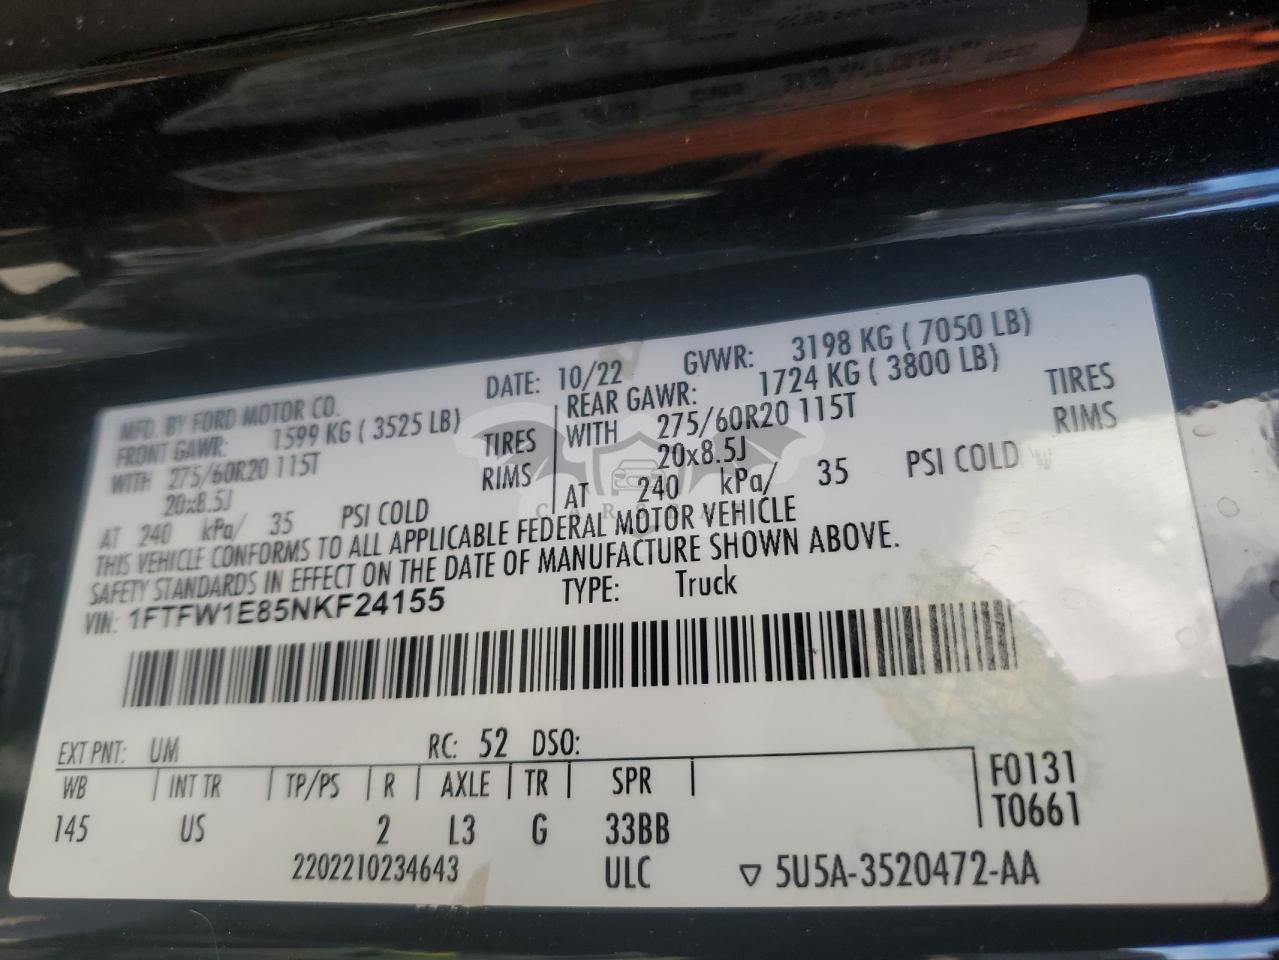 MFD. BY FORD MOTOR CO.
DATE: 10/22 GVWR: 3198 KG ( 7050 LB)
FRONT GAWR: 1599 KG ( 3525 LB)
WITH 275/60R20 115T TIRES
20x8.5J RIMS
AT 240 kPa/ 35 PSI COLD
REAR GAWR: 1724 KG ( 3800 LB)
WITH 275/60R20 115T TIRES
20x8.5J RIMS
AT 240 kPa/ 35 PSI COLD
THIS VEHICLE CONFORMS TO ALL APPLICABLE FEDERAL MOTOR VEHICLE
SAFETY STANDARDS IN EFFECT ON THE DATE OF MANUFACTURE SHOWN ABOVE.
VIN: 1FTFW1E85NKF24155 TYPE: Truck
EXT PNT: UM RC: 52 DSO:
WB INT TR TP/PS R AXLE TR SPR
145 US 2 L3 G 33BB
F0131
T0661
2202210234643 ULC 5U5A-3520472-AA